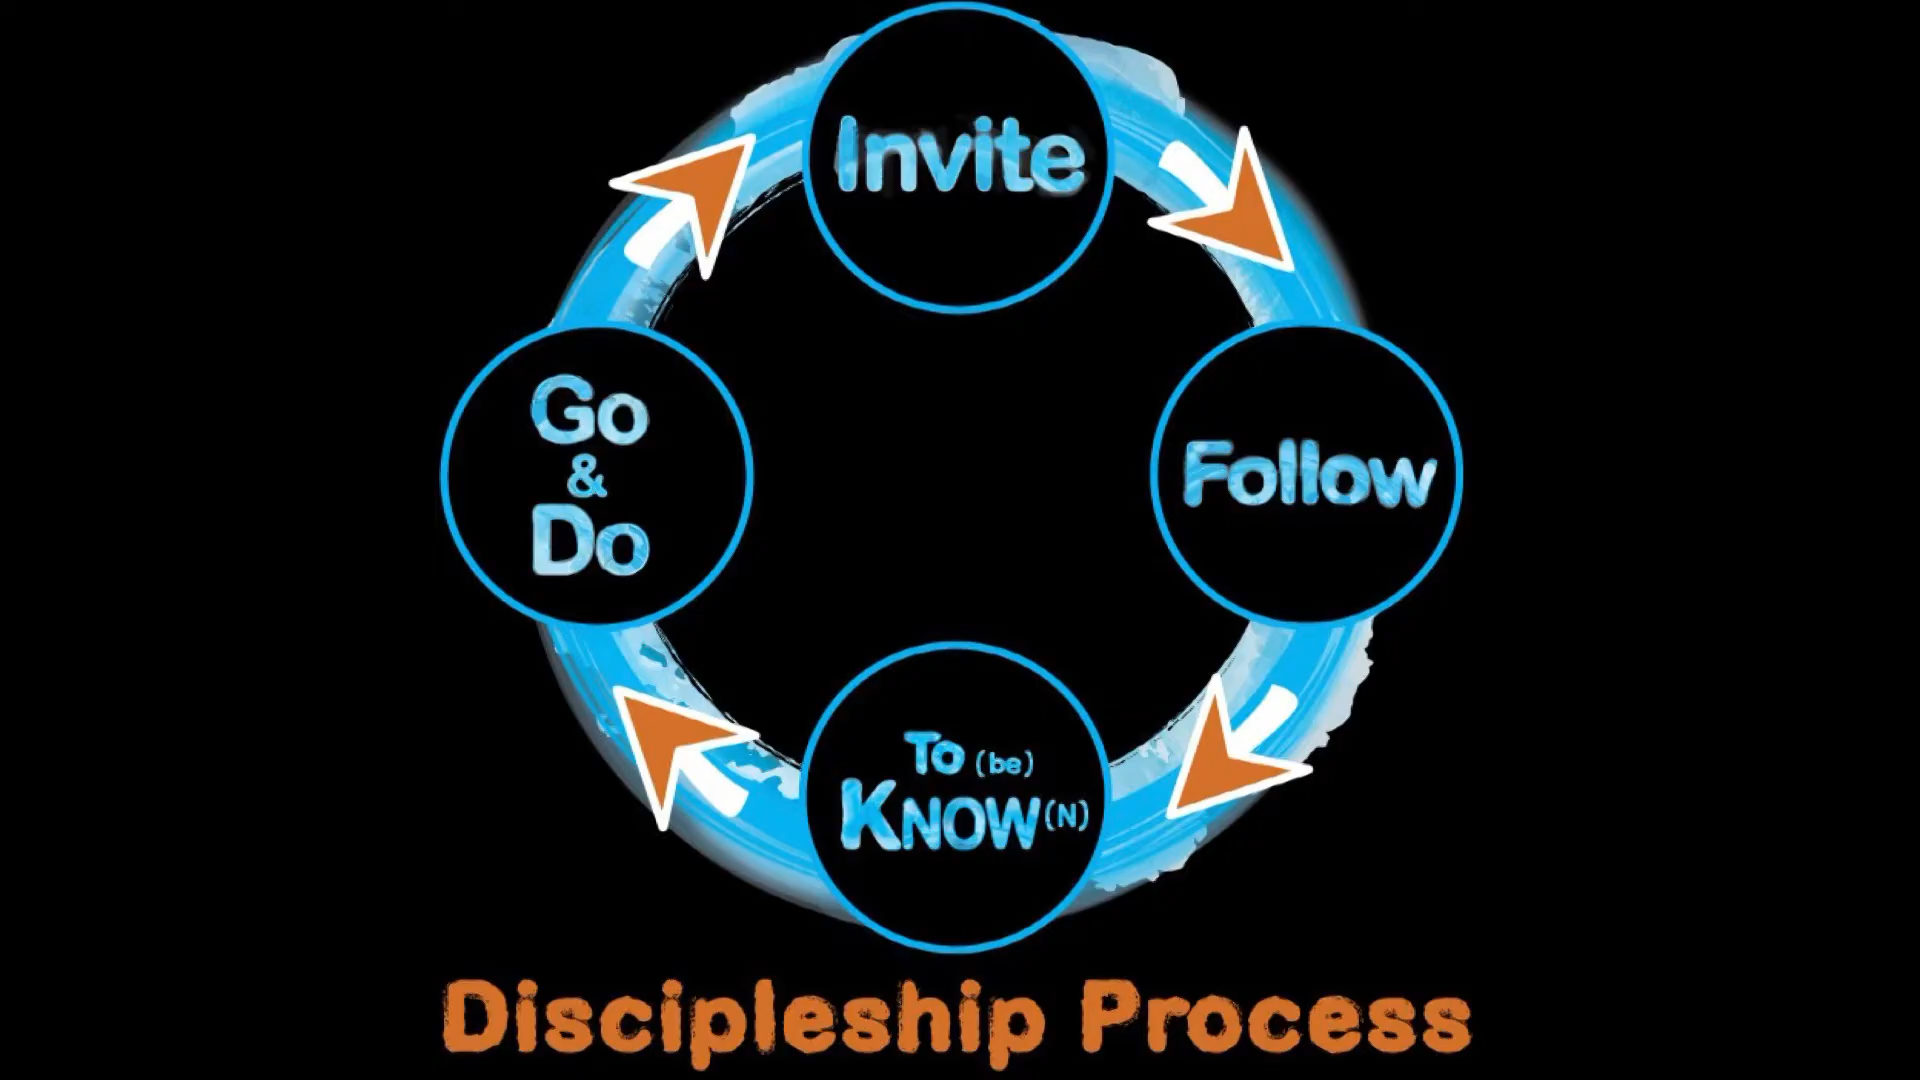 Invite
Go
&
Do
Follow
To (be)
KNOW(N)
Discipleship Process